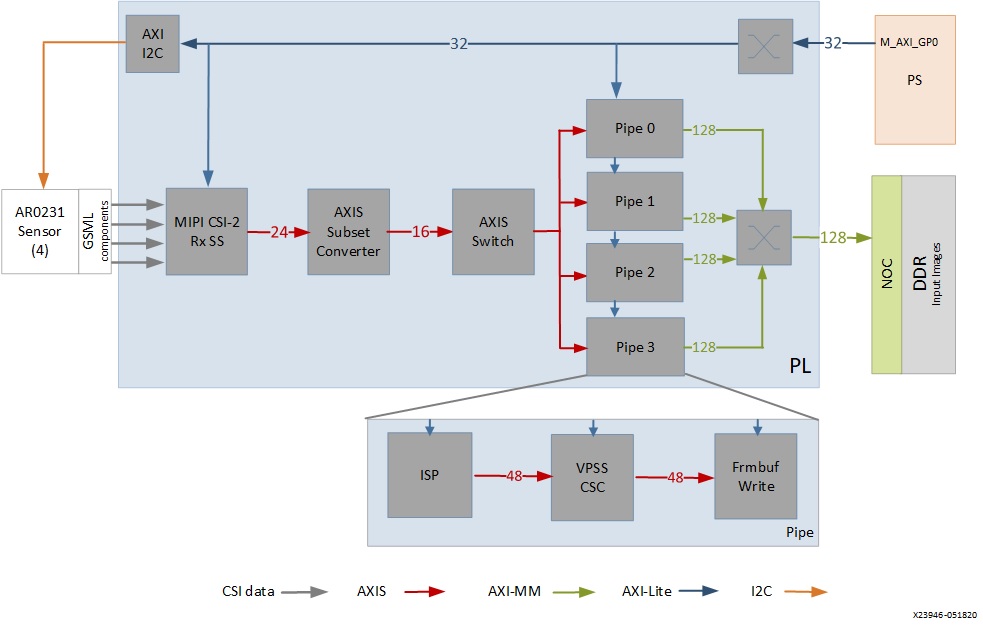 AXI
I2C
32
32
M_AXI_GP0
PS
AR0231
Sensor
(4)
GSML
components
MIPI CSI-2
Rx SS
24
AXIS
Subset
Converter
16
AXIS
Switch
Pipe 0
128
Pipe 1
128
Pipe 2
128
Pipe 3
128
128
NOC
DDR
Input Images
PL
ISP
48
VPSS
CSC
48
Frmbuf
Write
Pipe
CSI data
AXIS
AXI-MM
AXI-Lite
I2C
X23946-051820